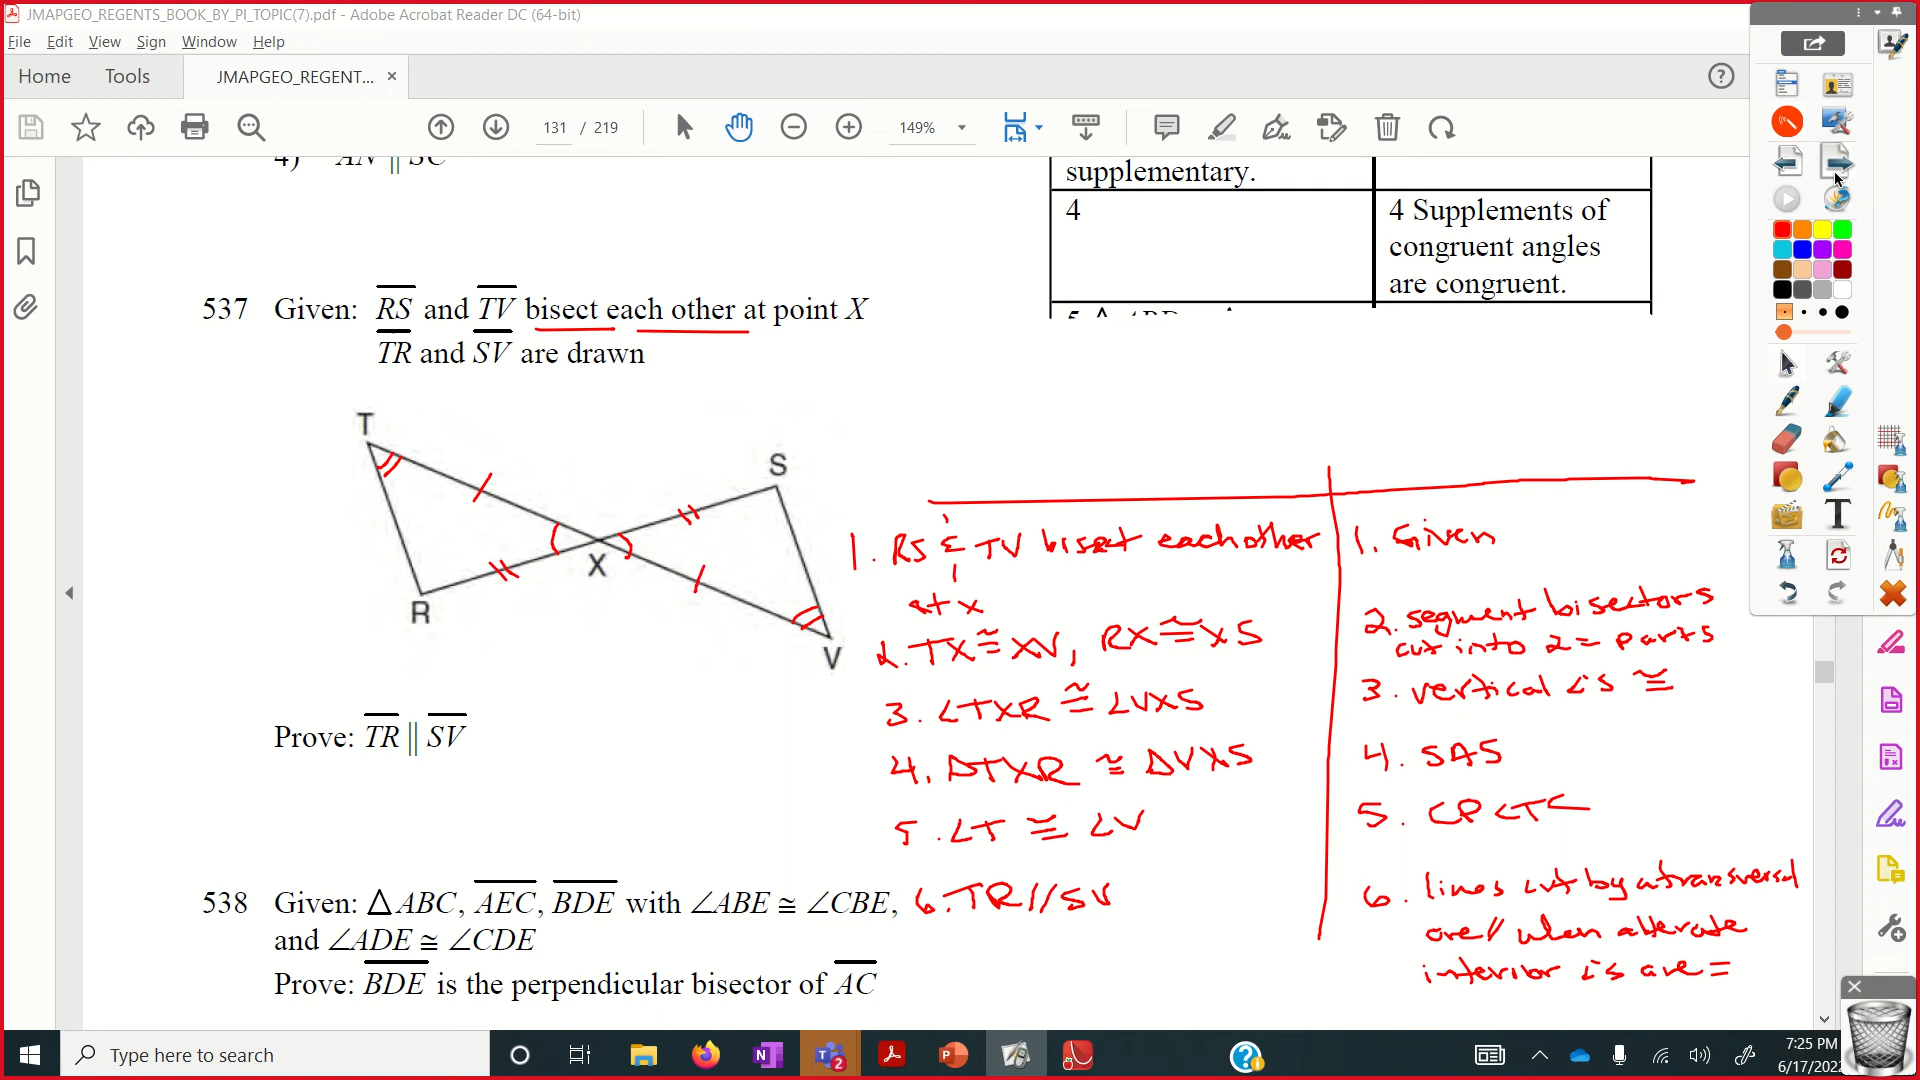 JMAPGEO_REGENTS_BOOK_BY_PI_TOPIC(7).pdf - Adobe Acrobat Reader DC (64-bit)
File Edit View Sign Window Help
Home Tools JMAPGEO_REGENT... ×
131 / 219 149%
4) AN || SC
supplementary.
4
4 Supplements of
congruent angles
are congruent.
537 Given: RS and TV bisect each other at point X
TR and SV are drawn
T
S
X
R
V
Prove: TR || SV
1. RS & TV bisect each other
at x
2. TX ≅ XV, RX ≅ XS
3. ∠TXR ≅ ∠VXS
4. ΔTXR ≅ ΔVXS
5. ∠T ≅ ∠V
6. TR // SV
1. Given
2. segment bisectors
cut into 2 = parts
3. vertical ∠'s ≅
4. SAS
5. CPCTC
6. lines cut by a transversal
are // when alternate
interior ∠'s are =
538 Given: △ABC, AEC, BDE with ∠ABE ≅ ∠CBE,
and ∠ADE ≅ ∠CDE
Prove: BDE is the perpendicular bisector of AC
Type here to search
2
7:25 PM